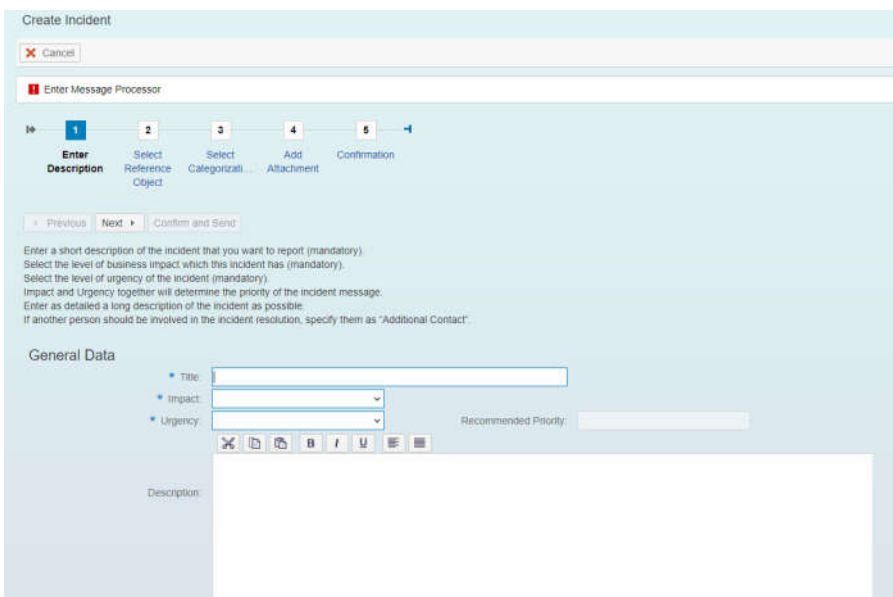 Create Incident
Cancel
Enter Message Processor
1 2 3 4 5
Enter Description
Select Reference Object
Select Categorizati...
Add Attachment
Confirmation
Previous Next Confirm and Send
Enter a short description of the incident that you want to report (mandatory).
Select the level of business impact which this incident has (mandatory).
Select the level of urgency of the incident (mandatory).
Impact and Urgency together will determine the priority of the incident message.
Enter as detailed a long description of the incident as possible.
If another person should be involved in the incident resolution, specify them as "Additional Contact".
General Data
* Title:
* Impact:
* Urgency:
Recommended Priority:
B I U
Description: